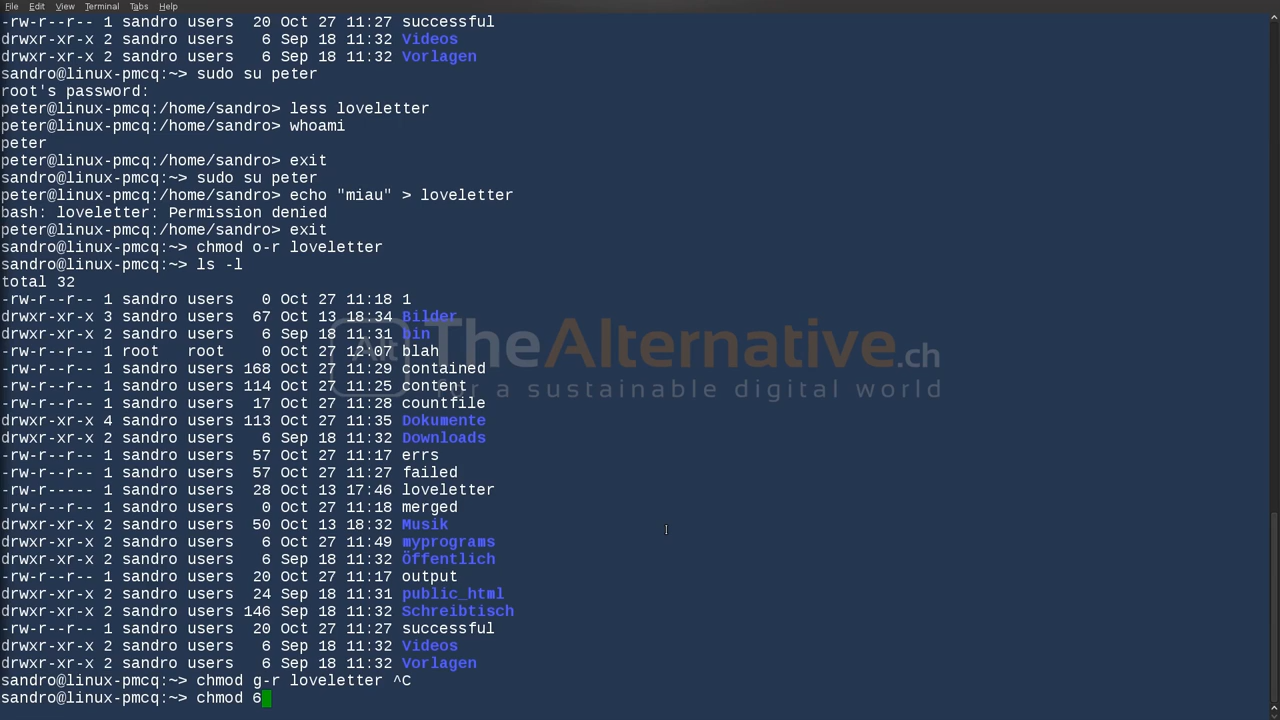 File Edit View Terminal Tabs Help
-rw-r--r-- 1 sandro users  20 Oct 27 11:27 successful
drwxr-xr-x 2 sandro users   6 Sep 18 11:32 Videos
drwxr-xr-x 2 sandro users   6 Sep 18 11:32 Vorlagen
sandro@linux-pmcq:~> sudo su peter
root's password:
peter@linux-pmcq:/home/sandro> less loveletter
peter@linux-pmcq:/home/sandro> whoami
peter
peter@linux-pmcq:/home/sandro> exit
sandro@linux-pmcq:~> sudo su peter
peter@linux-pmcq:/home/sandro> echo "miau" > loveletter
bash: loveletter: Permission denied
peter@linux-pmcq:/home/sandro> exit
sandro@linux-pmcq:~> chmod o-r loveletter
sandro@linux-pmcq:~> ls -l
total 32
-rw-r--r-- 1 sandro users   0 Oct 27 11:18 1
drwxr-xr-x 3 sandro users  67 Oct 13 18:34 Bilder
drwxr-xr-x 2 sandro users   6 Sep 18 11:31 bin
-rw-r--r-- 1 root   root    0 Oct 27 12:07 blah
-rw-r--r-- 1 sandro users 168 Oct 27 11:29 contained
-rw-r--r-- 1 sandro users 114 Oct 27 11:25 content
-rw-r--r-- 1 sandro users  17 Oct 27 11:28 countfile
drwxr-xr-x 4 sandro users 113 Oct 27 11:35 Dokumente
drwxr-xr-x 2 sandro users   6 Sep 18 11:32 Downloads
-rw-r--r-- 1 sandro users  57 Oct 27 11:17 errs
-rw-r--r-- 1 sandro users  57 Oct 27 11:27 failed
-rw-r----- 1 sandro users  28 Oct 13 17:46 loveletter
-rw-r--r-- 1 sandro users   0 Oct 27 11:18 merged
drwxr-xr-x 2 sandro users  50 Oct 13 18:32 Musik
drwxr-xr-x 2 sandro users   6 Oct 27 11:49 myprograms
drwxr-xr-x 2 sandro users   6 Sep 18 11:32 Öffentlich
-rw-r--r-- 1 sandro users  20 Oct 27 11:17 output
drwxr-xr-x 2 sandro users  24 Sep 18 11:31 public_html
drwxr-xr-x 2 sandro users 146 Sep 18 11:32 Schreibtisch
-rw-r--r-- 1 sandro users  20 Oct 27 11:27 successful
drwxr-xr-x 2 sandro users   6 Sep 18 11:32 Videos
drwxr-xr-x 2 sandro users   6 Sep 18 11:32 Vorlagen
sandro@linux-pmcq:~> chmod g-r loveletter ^C
sandro@linux-pmcq:~> chmod 6
Alt TheAlternative.ch
for a sustainable digital world